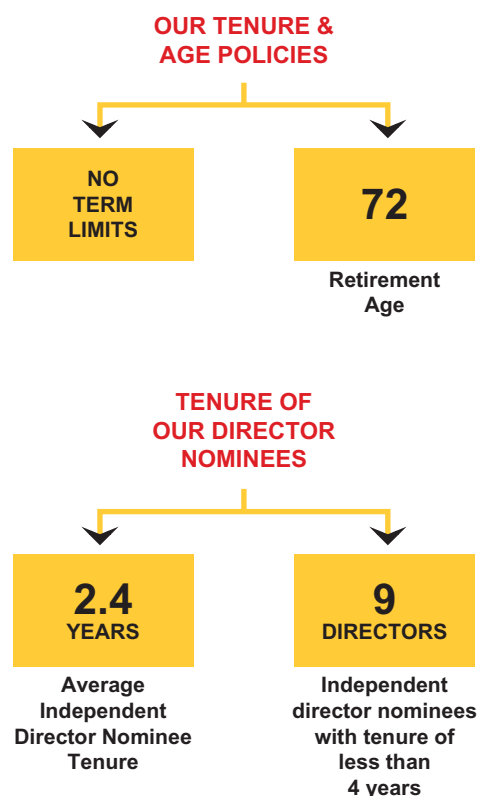 OUR TENURE &
AGE POLICIES
NO
TERM
LIMITS
72
Retirement
Age
TENURE OF
OUR DIRECTOR
NOMINEES
2.4
YEARS
Average
Independent
Director Nominee
Tenure
9
DIRECTORS
Independent
director nominees
with tenure of
less than
4 years